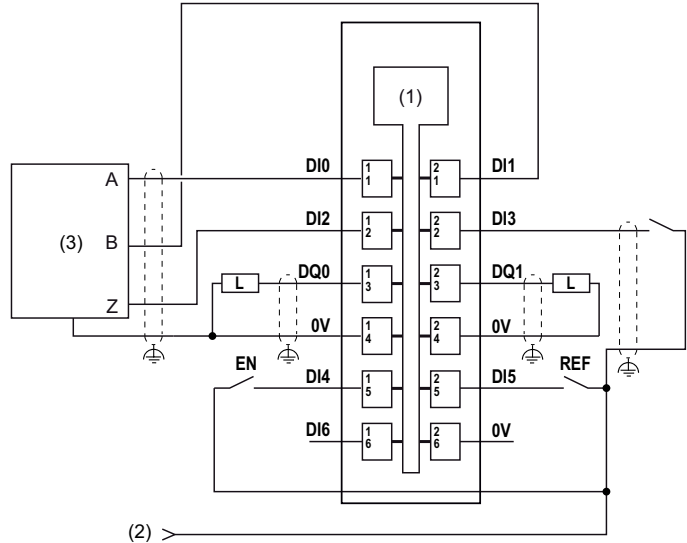 (1)
A DI0 1 1 2 1 DI1
(3) B DI2 1 2 2 2 DI3
Z L DQ0 1 3 2 3 DQ1 L
0V 1 4 2 4 0V
EN DI4 1 5 2 5 DI5 REF
DI6 1 6 2 6 0V
(2)